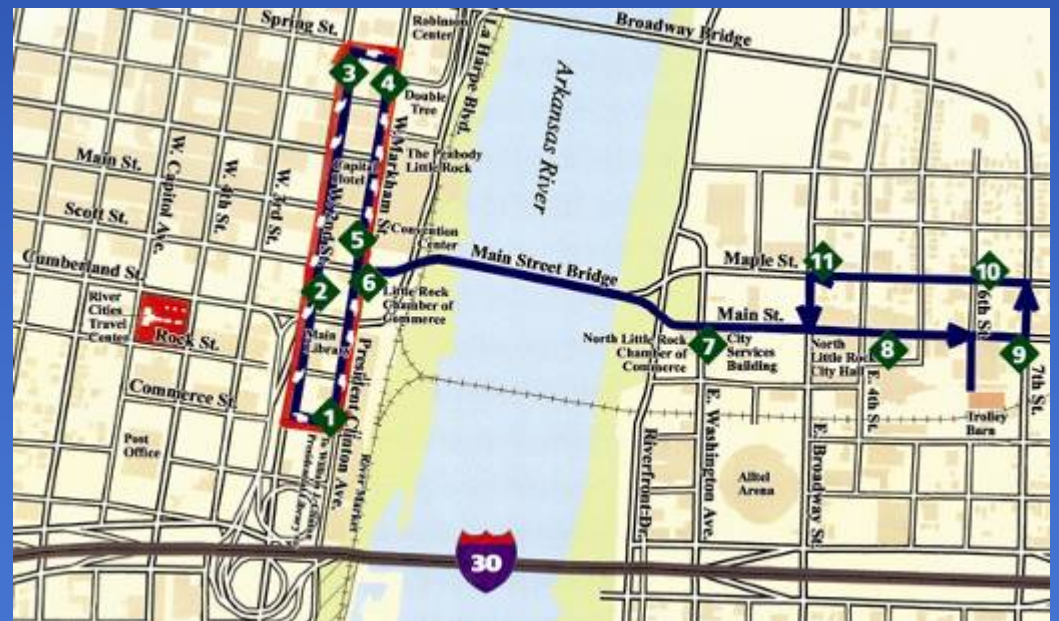 Spring St.
Robinson
Center
La Harpe Blvd.
Broadway Bridge
3
4
Double
Tree
Arkansas River
Main St.
W. Capitol Ave.
W. 4th St.
W. 3rd St.
W. Markham St.
The Peabody
Little Rock
Capital
Hotel
Scott St.
5
Convention
Center
Cumberland St.
2
6
Little Rock
Chamber of
Commerce
Main Street Bridge
Maple St.
11
10
6th St.
River
Cities
Travel
Center
Rock St.
Main
Library
Main St.
North Little Rock
Chamber of
Commerce
7
City
Services
Building
North
Little Rock
City Hall
8
9
E. 4th St.
7th St.
Trolley
Barn
Commerce St.
1
President Clinton Ave.
River Market
Post
Office
Riverfront Dr.
E. Washington Ave.
Alltel
Arena
E. Broadway St.
30